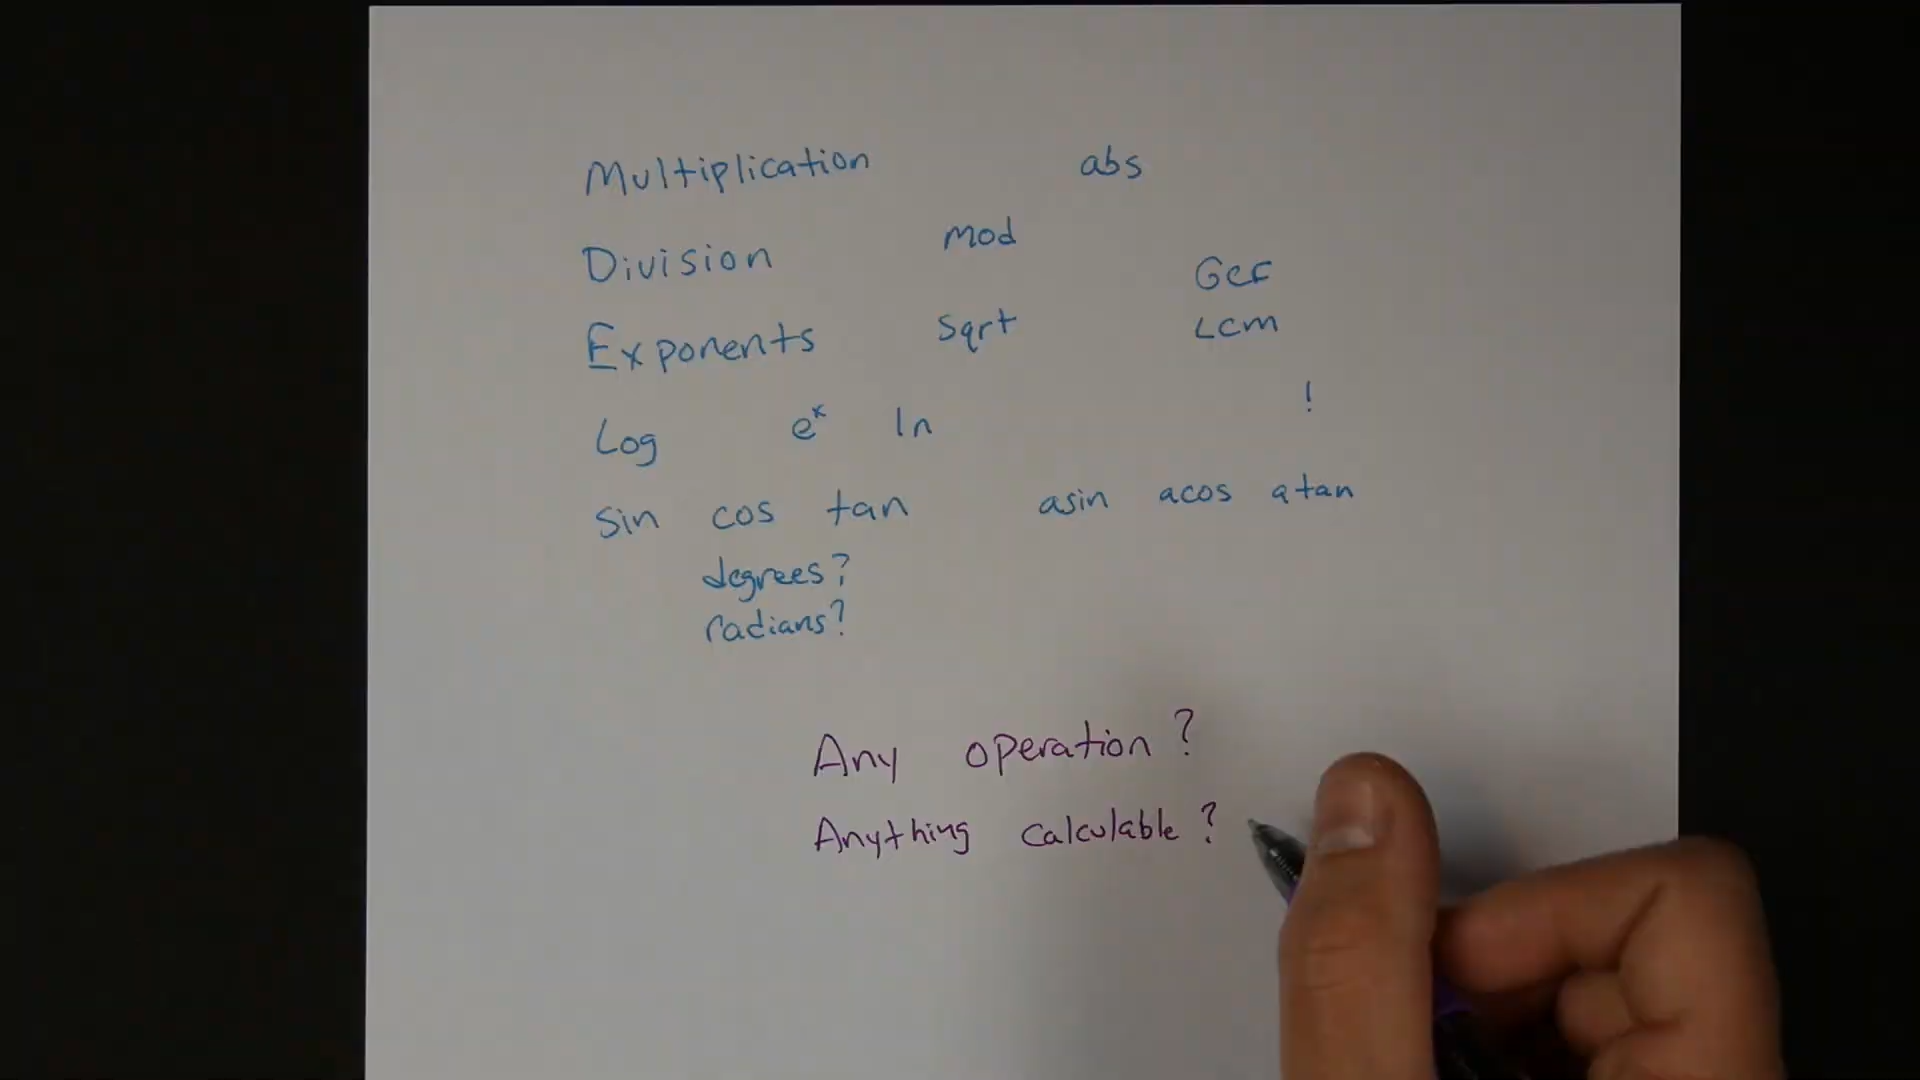 Multiplication abs
Division mod
GCF
Exponents Sqrt LCM
!
Log e^x ln
Sin cos tan asin acos atan
degrees?
radians?
Any operation?
Anything calculable?